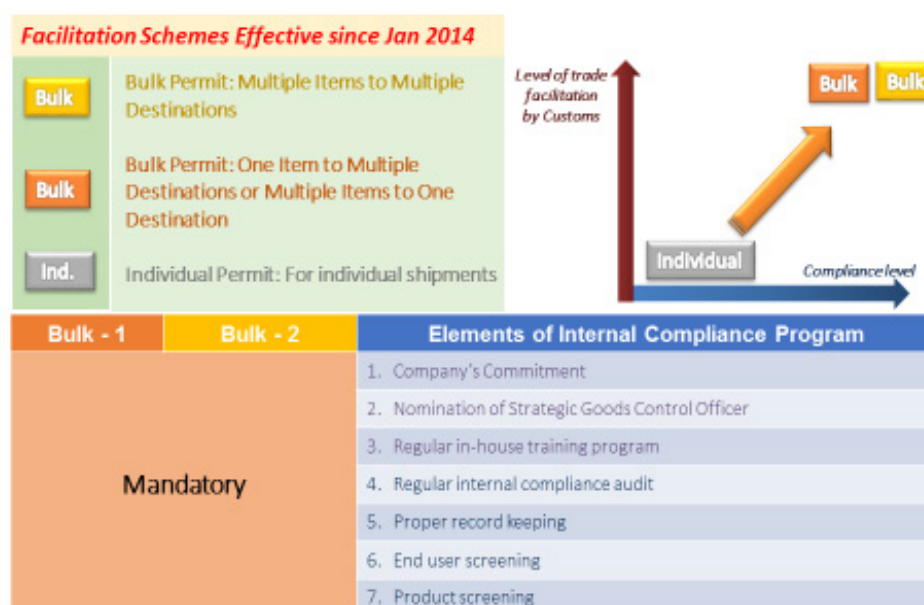 Facilitation Schemes Effective since Jan 2014
Bulk
Bulk Permit: Multiple Items to Multiple
Destinations
Bulk
Bulk Permit: One Item to Multiple
Destinations or Multiple Items to One
Destination
Ind.
Individual Permit: For individual shipments
Level of trade
facilitation
by Customs
Bulk
Bulk
Individual
Compliance level
Bulk - 1
Bulk - 2
Elements of Internal Compliance Program
Mandatory
1. Company's Commitment
2. Nomination of Strategic Goods Control Officer
3. Regular in-house training program
4. Regular internal compliance audit
5. Proper record keeping
6. End user screening
7. Product screening